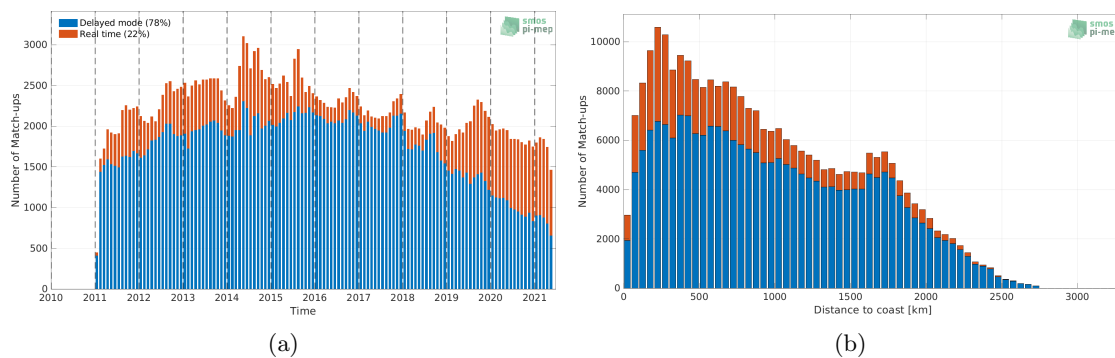 Delayed mode (78%)
Real time (22%)
smos
pi-mep
Number of Match-ups
3000
2500
2000
1500
1000
500
0
2010 2011 2012 2013 2014 2015 2016 2017 2018 2019 2020 2021
Time
(a)
smos
pi-mep
Number of Match-ups
10000
8000
6000
4000
2000
0
0 500 1000 1500 2000 2500 3000
Distance to coast [km]
(b)